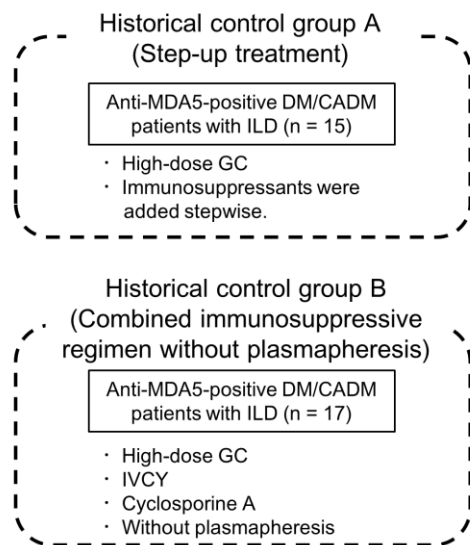 Historical control group A
(Step-up treatment)
Anti-MDA5-positive DM/CADM
patients with ILD (n = 15)
・ High-dose GC
・ Immunosuppressants were
added stepwise.
Historical control group B
(Combined immunosuppressive
regimen without plasmapheresis)
Anti-MDA5-positive DM/CADM
patients with ILD (n = 17)
・ High-dose GC
・ IVCY
・ Cyclosporine A
・ Without plasmapheresis